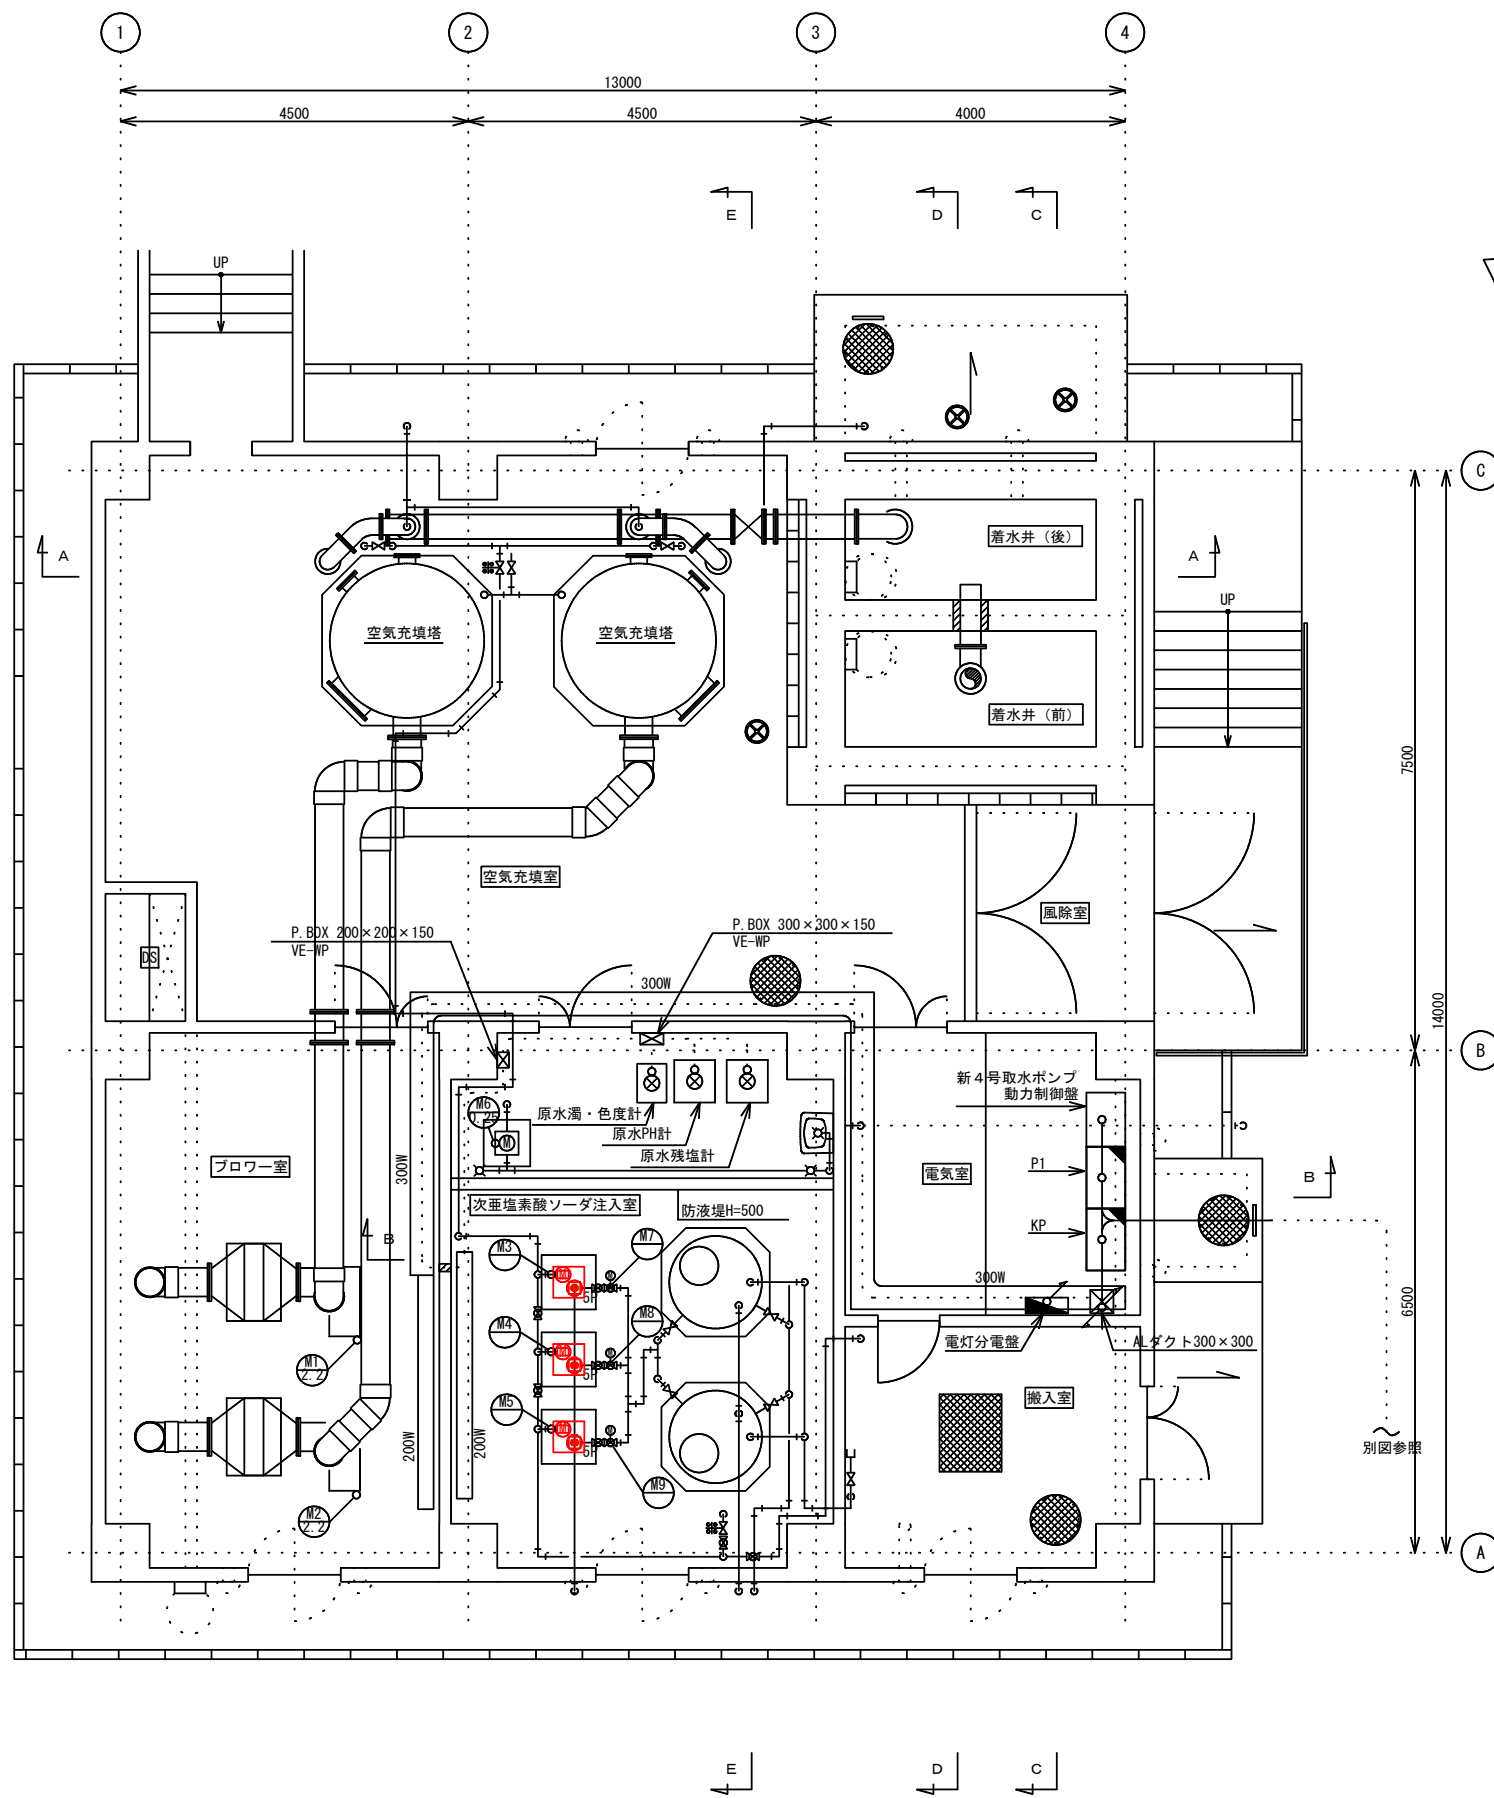 1
2
3
4
13000
4500
4500
4000
E
D
C
UP
C
A
着水井（後）
A
空気充填塔
空気充填塔
UP
着水井（前）
7500
空気充填室
風除室
P.BOX 200×200×150
VE-WP
P.BOX 300×300×150
VE-WP
DS
300W
14000
B
新４号取水ポンプ
動力制御盤
M6
0.25
M
原水濁・色度計
原水PH計
原水残塩計
300W
ブロワー室
電気室
P1
B
次亜塩素酸ソーダ注入室
防液堤H=500
KP
B
M3
M7
300W
6500
M4
M8
電灯分電盤
ALダクト300×300
M1
2.2
搬入室
M5
200W
200W
別図参照
M9
M2
2.2
A
E
D
C